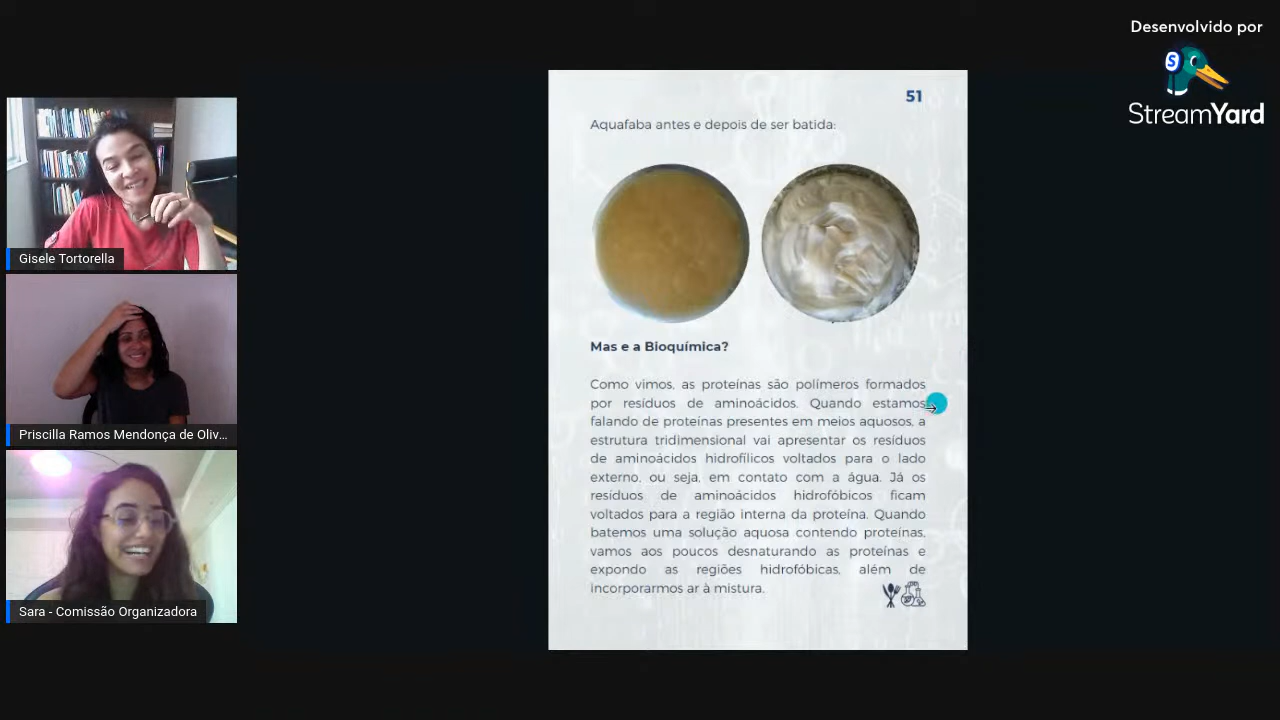 Desenvolvido por
StreamYard
Gisele Tortorella
Priscilla Ramos Mendonça de Oliv...
Sara - Comissão Organizadora
51
Aquafaba antes e depois de ser batida:
Mas e a Bioquímica?
Como vimos, as proteínas são polímeros formados
por resíduos de aminoácidos. Quando estamos
falando de proteínas presentes em meios aquosos, a
estrutura tridimensional vai apresentar os resíduos
de aminoácidos hidrofílicos voltados para o lado
externo, ou seja, em contato com a água. Já os
resíduos de aminoácidos hidrofóbicos ficam
voltados para a região interna da proteína. Quando
batemos uma solução aquosa contendo proteínas,
vamos aos poucos desnaturando as proteínas e
expondo as regiões hidrofóbicas, além de
incorporarmos ar à mistura.